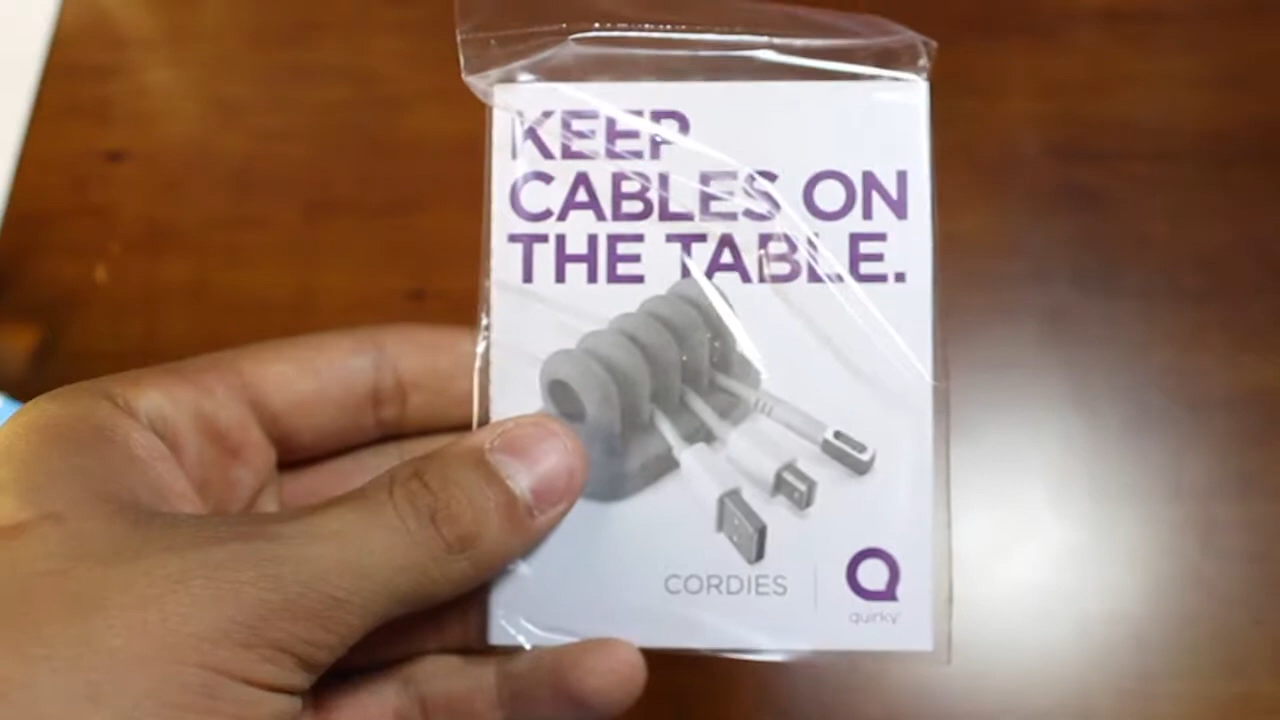 KEEP
CABLES ON
THE TABLE.
CORDIES
quirky